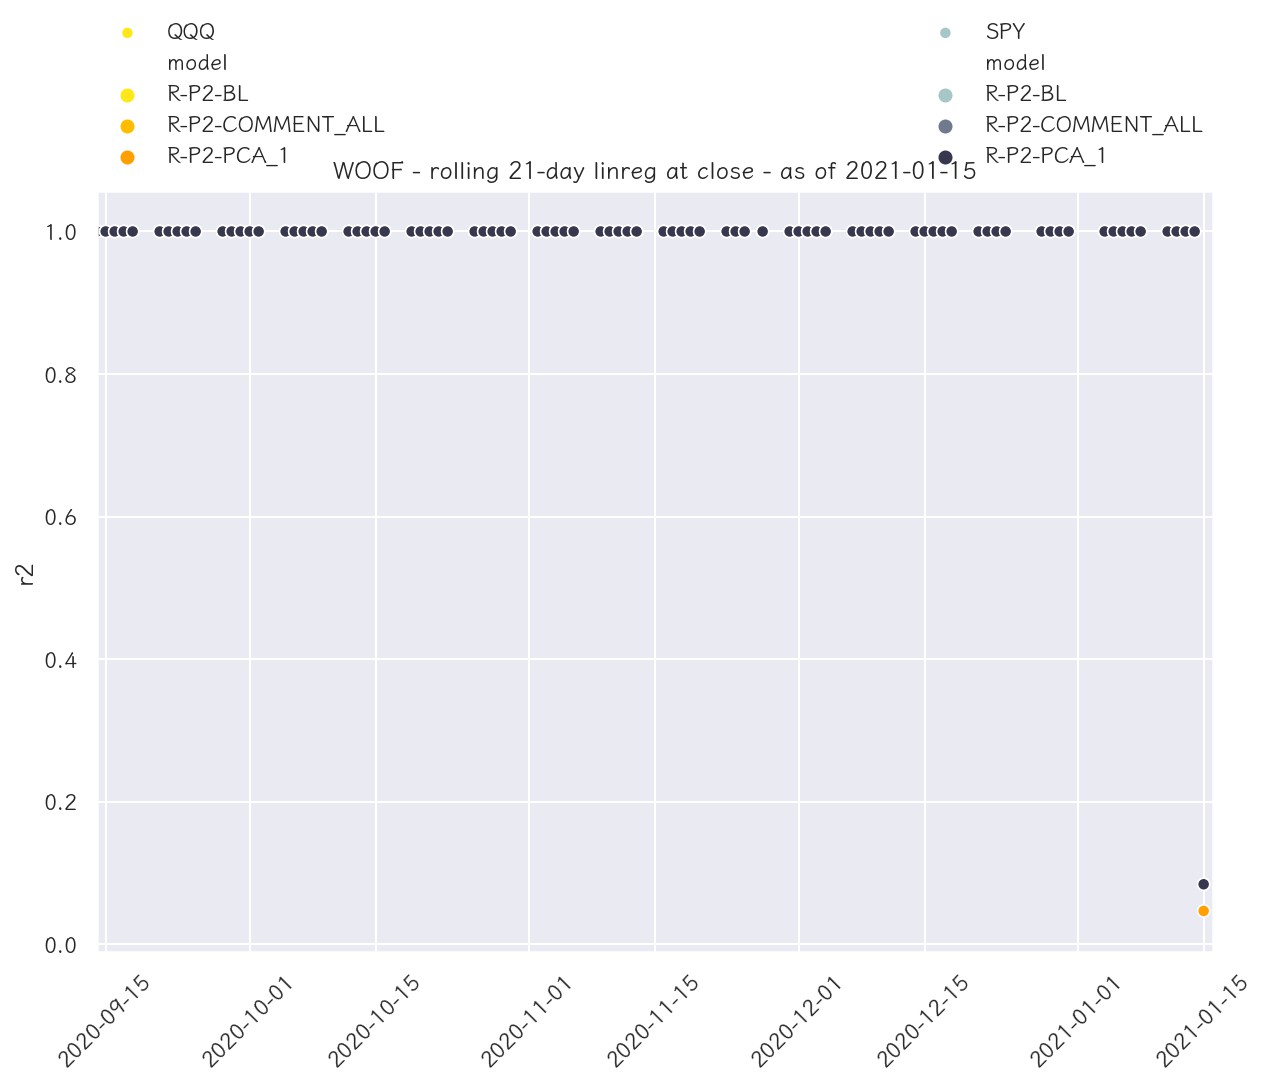 QQQ
model
R-P2-BL
R-P2-COMMENT_ALL
R-P2-PCA_1
SPY
model
R-P2-BL
R-P2-COMMENT_ALL
R-P2-PCA_1
WOOF - rolling 21-day linreg at close - as of 2021-01-15
1.0
0.8
0.6
0.4
0.2
0.0
r2
2020-09-15
2020-10-01
2020-10-15
2020-11-01
2020-11-15
2020-12-01
2020-12-15
2021-01-01
2021-01-15